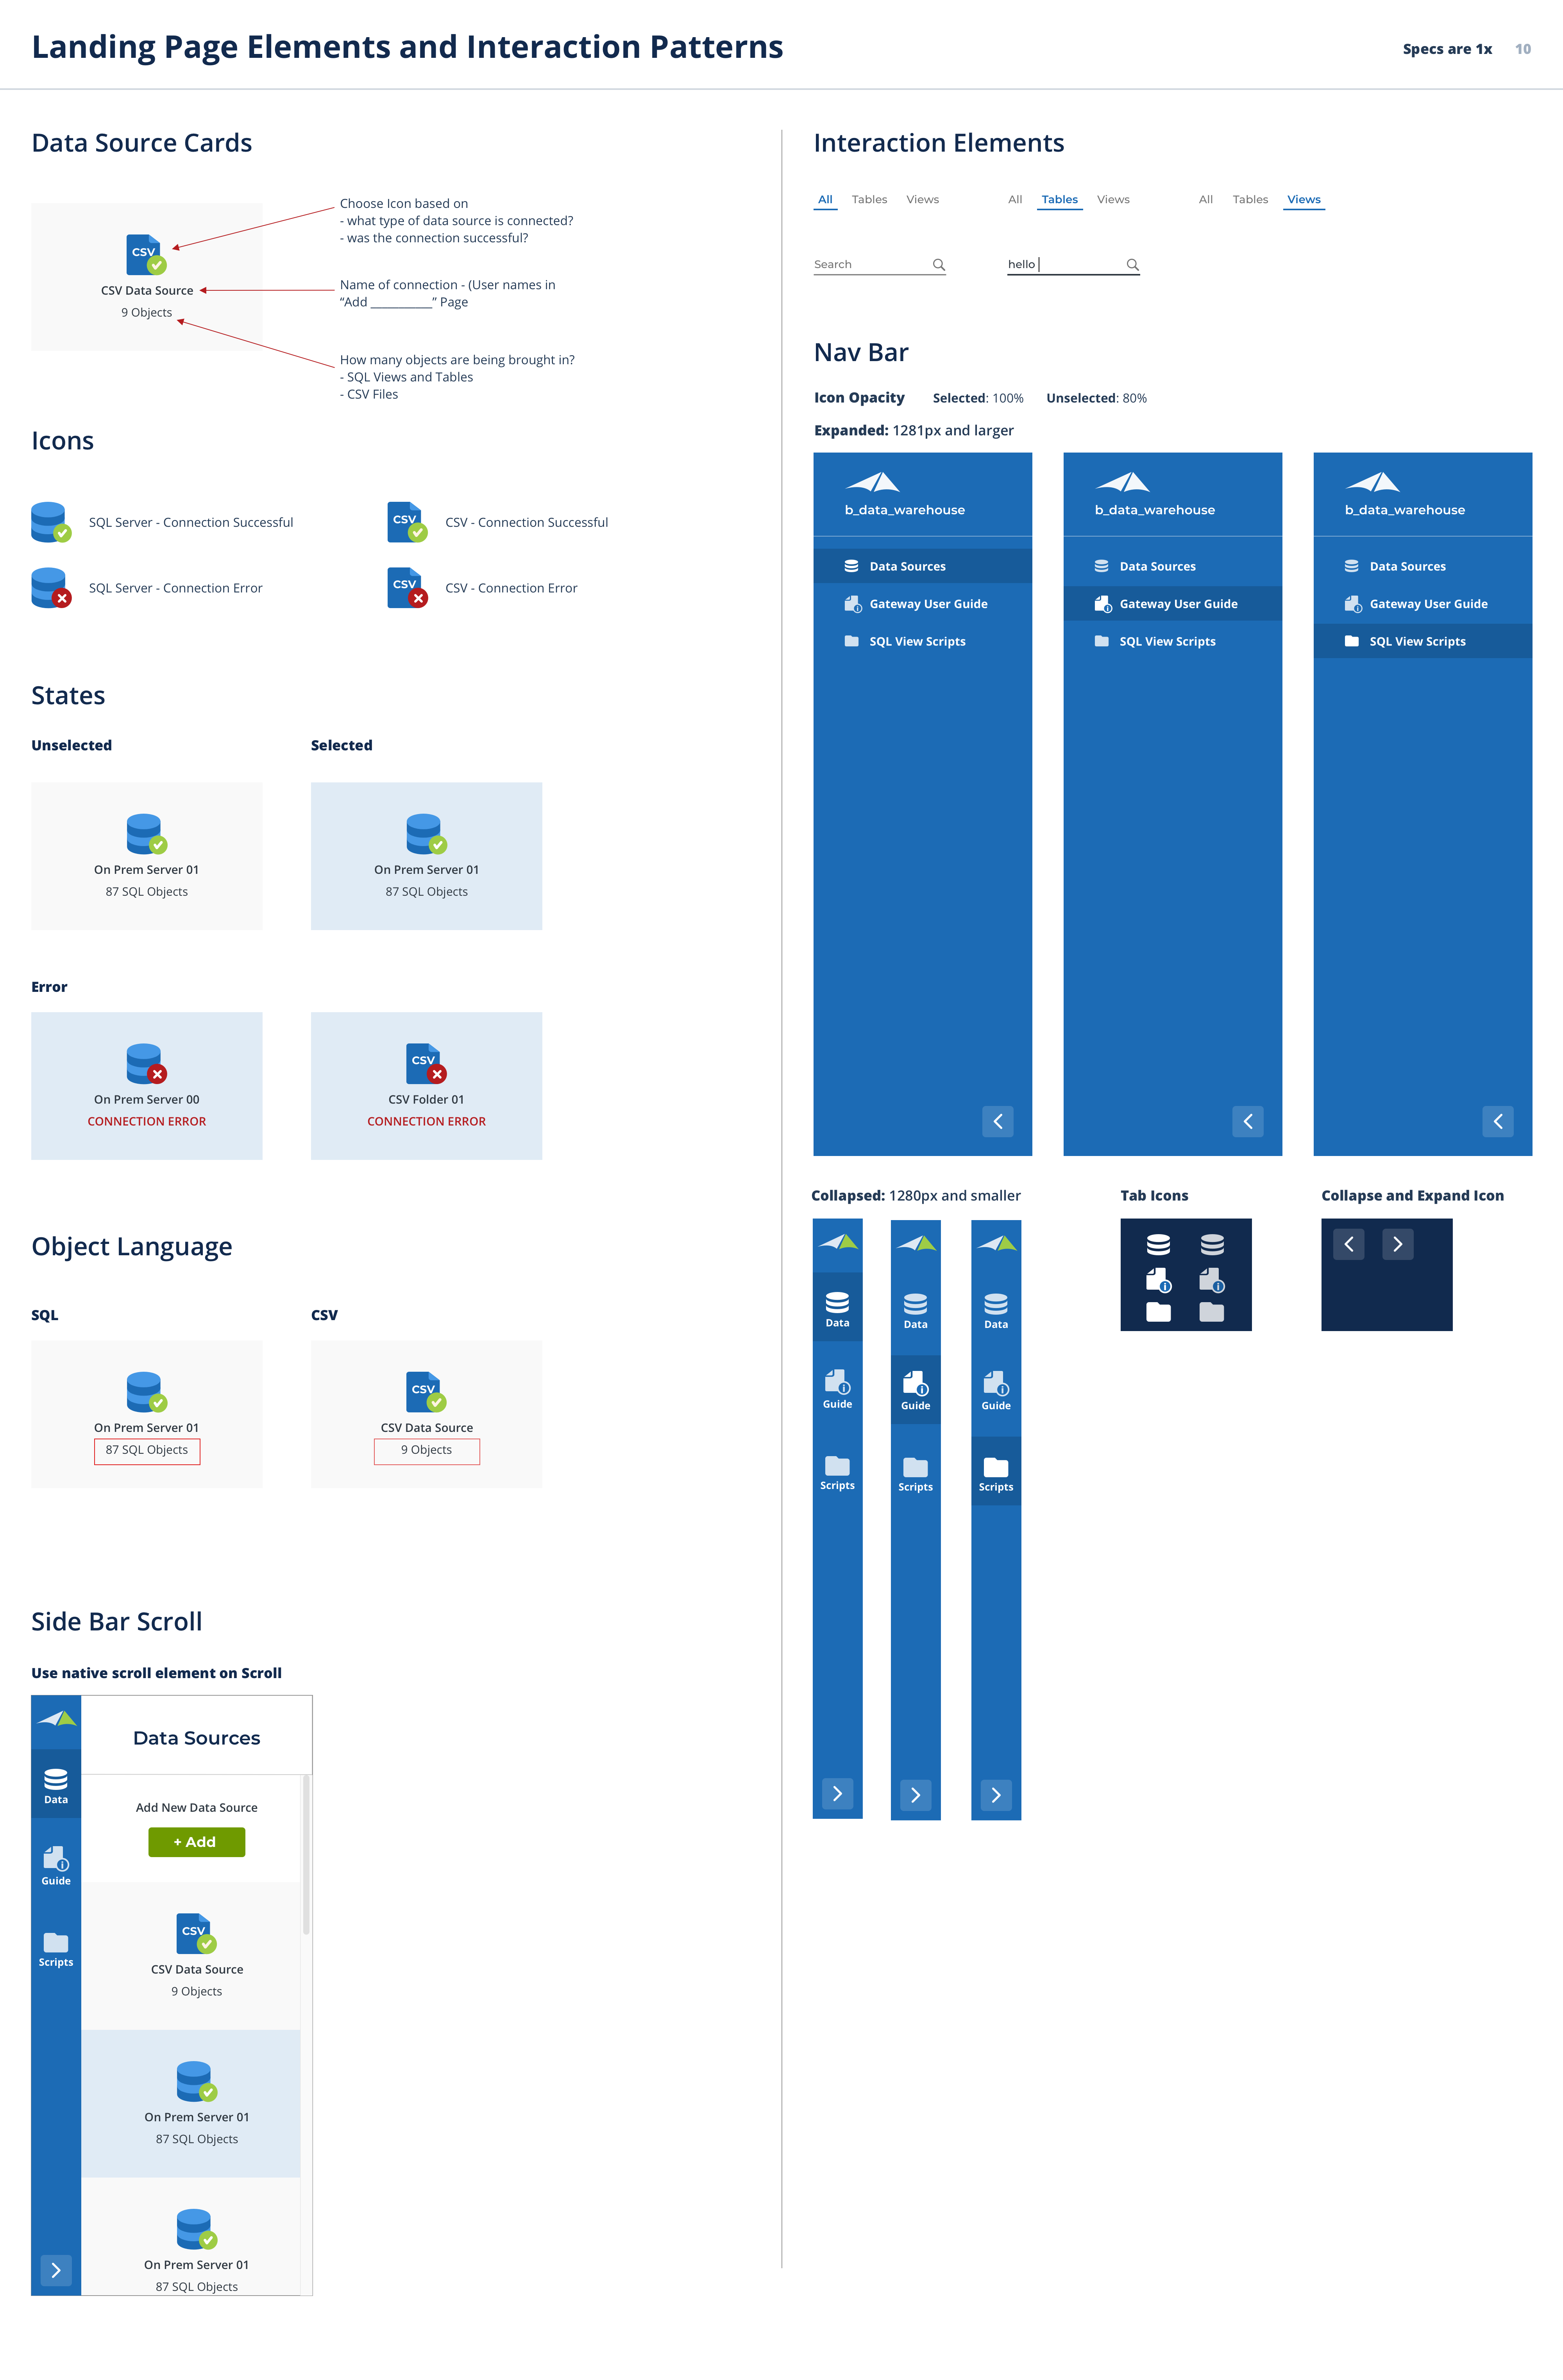 Landing Page Elements and Interaction Patterns
Specs are 1x 10
Data Source Cards
CSV
CSV Data Source
9 Objects
Choose Icon based on
- what type of data source is connected?
- was the connection successful?
Name of connection - (User names in
“Add __________” Page
How many objects are being brought in?
- SQL Views and Tables
- CSV Files
Icons
SQL Server - Connection Successful
CSV
CSV - Connection Successful
SQL Server - Connection Error
CSV
CSV - Connection Error
States
Unselected
Selected
On Prem Server 01
87 SQL Objects
On Prem Server 01
87 SQL Objects
Error
On Prem Server 00
CONNECTION ERROR
CSV
CSV Folder 01
CONNECTION ERROR
Object Language
SQL
CSV
On Prem Server 01
87 SQL Objects
CSV
CSV Data Source
9 Objects
Side Bar Scroll
Use native scroll element on Scroll
Data
Guide
Scripts
Data Sources
Add New Data Source
+ Add
CSV
CSV Data Source
9 Objects
On Prem Server 01
87 SQL Objects
On Prem Server 01
87 SQL Objects
Interaction Elements
All Tables Views
All Tables Views
All Tables Views
Search
hello
Nav Bar
Icon Opacity Selected: 100% Unselected: 80%
Expanded: 1281px and larger
b_data_warehouse
Data Sources
Gateway User Guide
SQL View Scripts
b_data_warehouse
Data Sources
Gateway User Guide
SQL View Scripts
b_data_warehouse
Data Sources
Gateway User Guide
SQL View Scripts
Collapsed: 1280px and smaller
Data
Guide
Scripts
Data
Guide
Scripts
Data
Guide
Scripts
Tab Icons
Collapse and Expand Icon